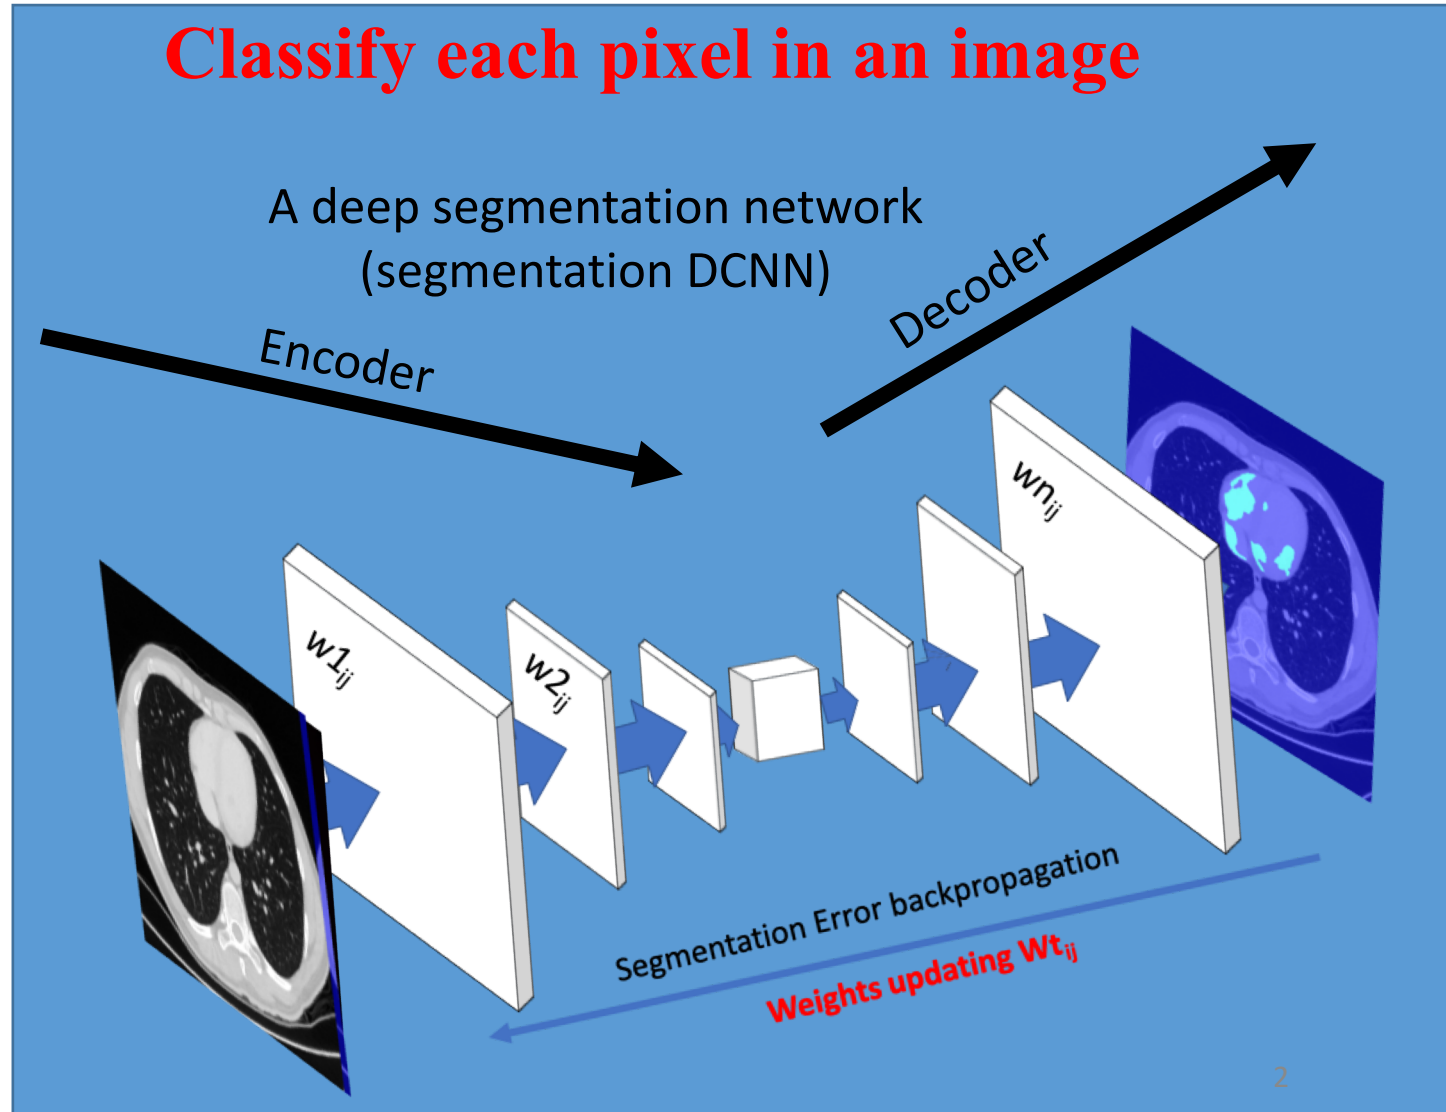 Classify each pixel in an image
A deep segmentation network
(segmentation DCNN)
Encoder
Decoder
w1ij
w2ij
wnij
Segmentation Error backpropagation
Weights updating Wtij
2